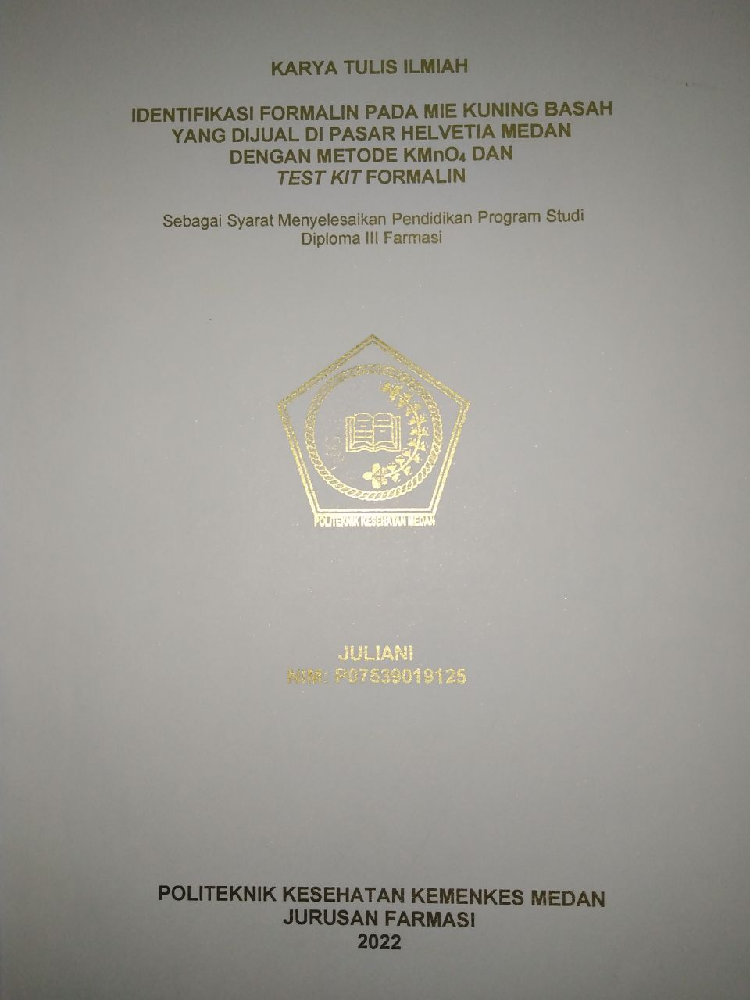 KARYA TULIS ILMIAH
IDENTIFIKASI FORMALIN PADA MIE KUNING BASAH
YANG DIJUAL DI PASAR HELVETIA MEDAN
DENGAN METODE KMnO₄ DAN
TEST KIT FORMALIN
Sebagai Syarat Menyelesaikan Pendidikan Program Studi
Diploma III Farmasi
POLITEKNIK KESEHATAN MEDAN
JULIANI
NIM: P07539019125
POLITEKNIK KESEHATAN KEMENKES MEDAN
JURUSAN FARMASI
2022